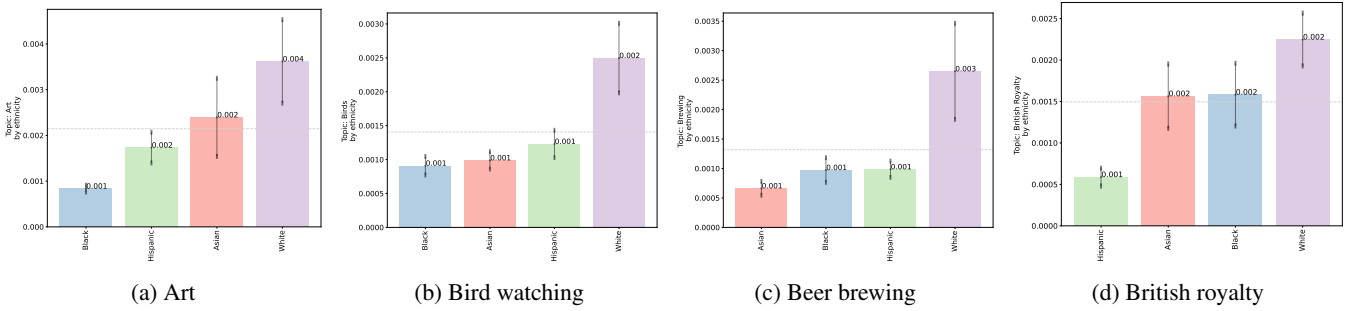 0.004
0.003
0.002
0.001
0.000
Topic: Art
by ethnicity
0.001
0.002
0.002
0.004
Black
Hispanic
Asian
White
(a) Art
0.0030
0.0025
0.0020
0.0015
0.0010
0.0005
0.0000
Topic: Birds
by ethnicity
0.001
0.001
0.001
0.002
Black
Asian
Hispanic
White
(b) Bird watching
0.0035
0.0030
0.0025
0.0020
0.0015
0.0010
0.0005
0.0000
Topic: Brewing
by ethnicity
0.001
0.001
0.001
0.003
Asian
Black
Hispanic
White
(c) Beer brewing
0.0025
0.0020
0.0015
0.0010
0.0005
0.0000
Topic: British Royalty
by ethnicity
0.001
0.002
0.002
0.002
Hispanic
Asian
Black
White
(d) British royalty